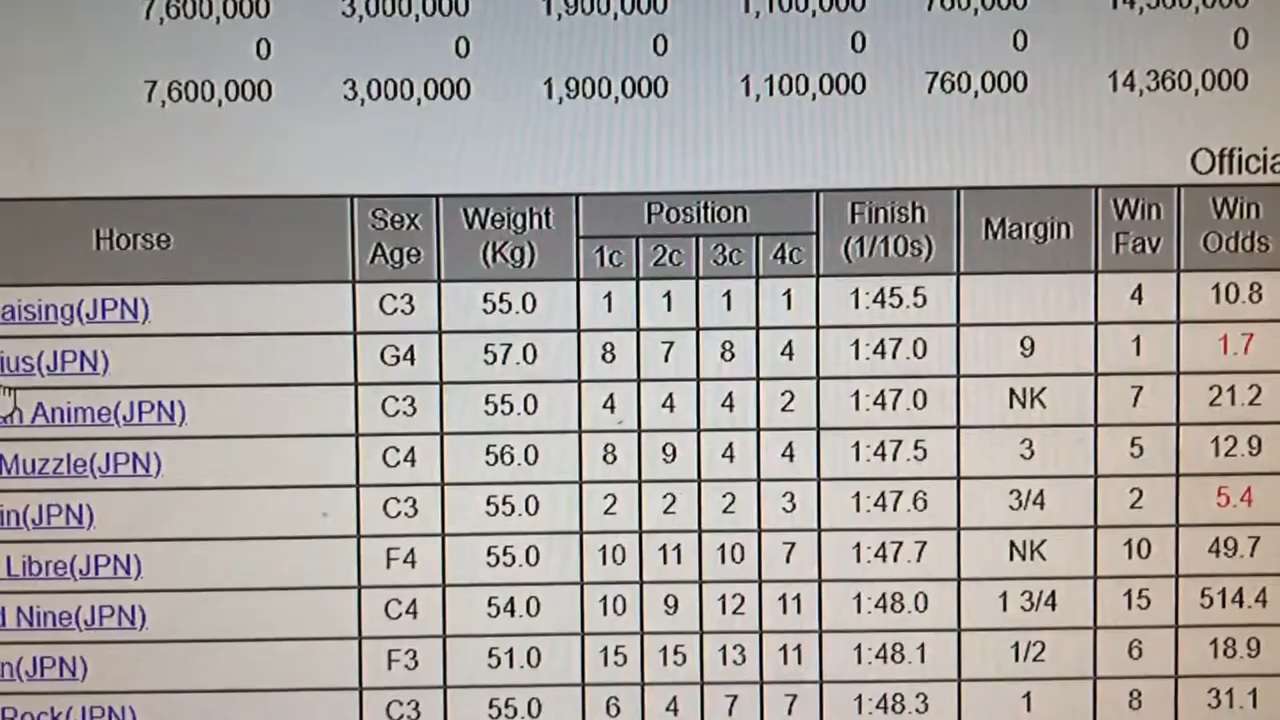 7,600,000 3,000,000 1,900,000 1,100,000 760,000
0 0 0 0 0 0
7,600,000 3,000,000 1,900,000 1,100,000 760,000 14,360,000
Officia
Horse Sex Age Weight (Kg) Position 1c 2c 3c 4c Finish (1/10s) Margin Win Fav Win Odds
aising(JPN) C3 55.0 1 1 1 1 1:45.5 4 10.8
ius(JPN) G4 57.0 8 7 8 4 1:47.0 9 1 1.7
Anime(JPN) C3 55.0 4 4 4 2 1:47.0 NK 7 21.2
Muzzle(JPN) C4 56.0 8 9 4 4 1:47.5 3 5 12.9
in(JPN) C3 55.0 2 2 2 3 1:47.6 3/4 2 5.4
Libre(JPN) F4 55.0 10 11 10 7 1:47.7 NK 10 49.7
d Nine(JPN) C4 54.0 10 9 12 11 1:48.0 1 3/4 15 514.4
n(JPN) F3 51.0 15 15 13 11 1:48.1 1/2 6 18.9
Rock(JPN) C3 55.0 6 4 7 7 1:48.3 1 8 31.1